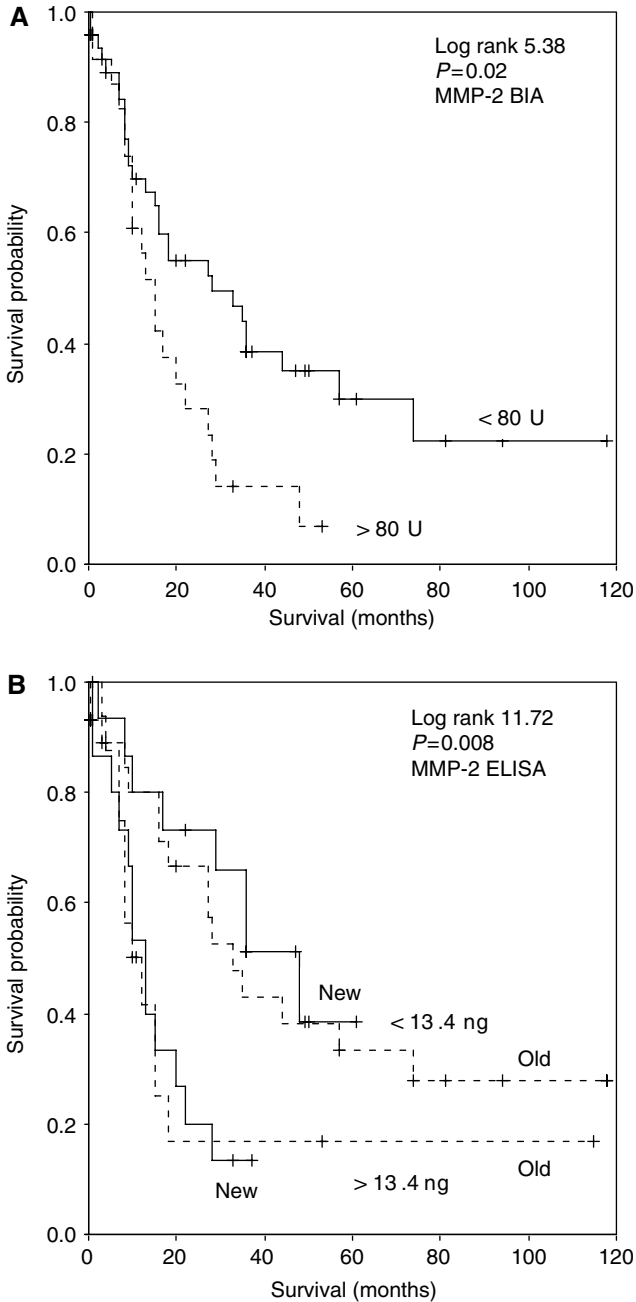 A
Log rank 5.38
P=0.02
MMP-2 BIA
1.0
0.8
0.6
0.4
0.2
0.0
Survival probability
< 80 U
> 80 U
0 20 40 60 80 100 120
Survival (months)
B
Log rank 11.72
P=0.008
MMP-2 ELISA
1.0
0.8
0.6
0.4
0.2
0.0
Survival probability
New
< 13.4 ng
Old
New
> 13.4 ng
Old
0 20 40 60 80 100 120
Survival (months)